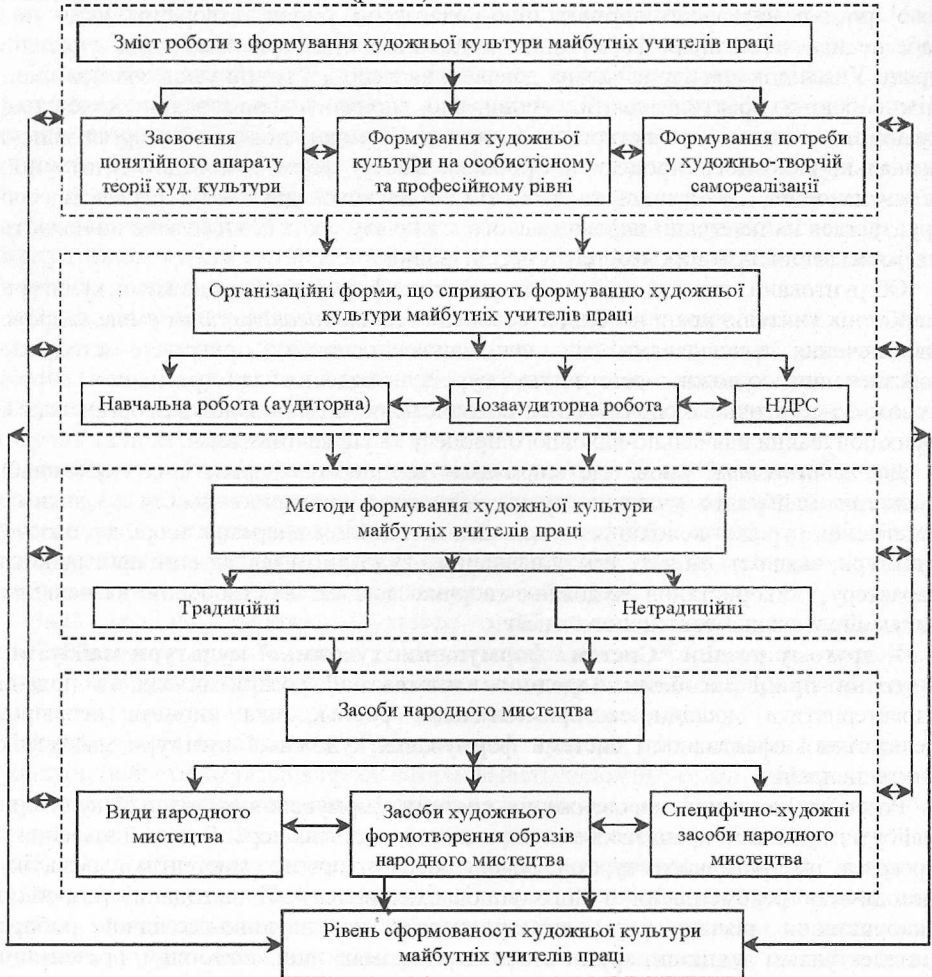 Зміст роботи з формування художньої культури майбутніх учителів праці
Засвоєння
понятійного апарату
теорії худ. культури
Формування художньої
культури на особистісному
та професійному рівні
Формування потреби
у художньо-творчій
самореалізації
Організаційні форми, що сприяють формуванню художньої
культури майбутніх учителів праці
Навчальна робота (аудиторна)
Позааудиторна робота
НДРС
Методи формування художньої культури
майбутніх вчителів праці
Традиційні
Нетрадиційні
Засоби народного мистецтва
Види народного
мистецтва
Засоби художнього
формотворення образів
народного мистецтва
Специфічно-художні
засоби народного
мистецтва
Рівень сформованості художньої культури
майбутніх учителів праці